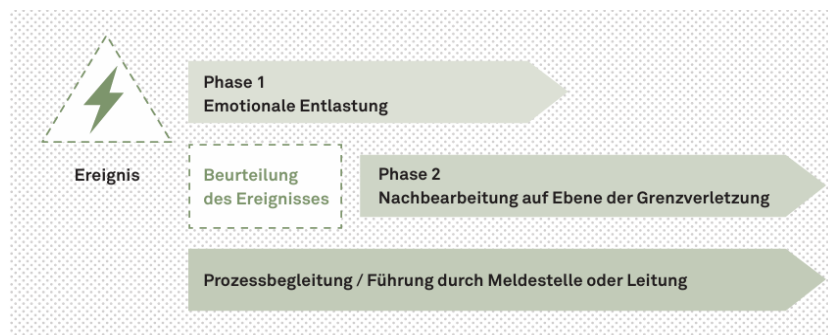 Ereignis
Phase 1
Emotionale Entlastung
Beurteilung
des Ereignisses
Phase 2
Nachbearbeitung auf Ebene der Grenzverletzung
Prozessbegleitung / Führung durch Meldestelle oder Leitung